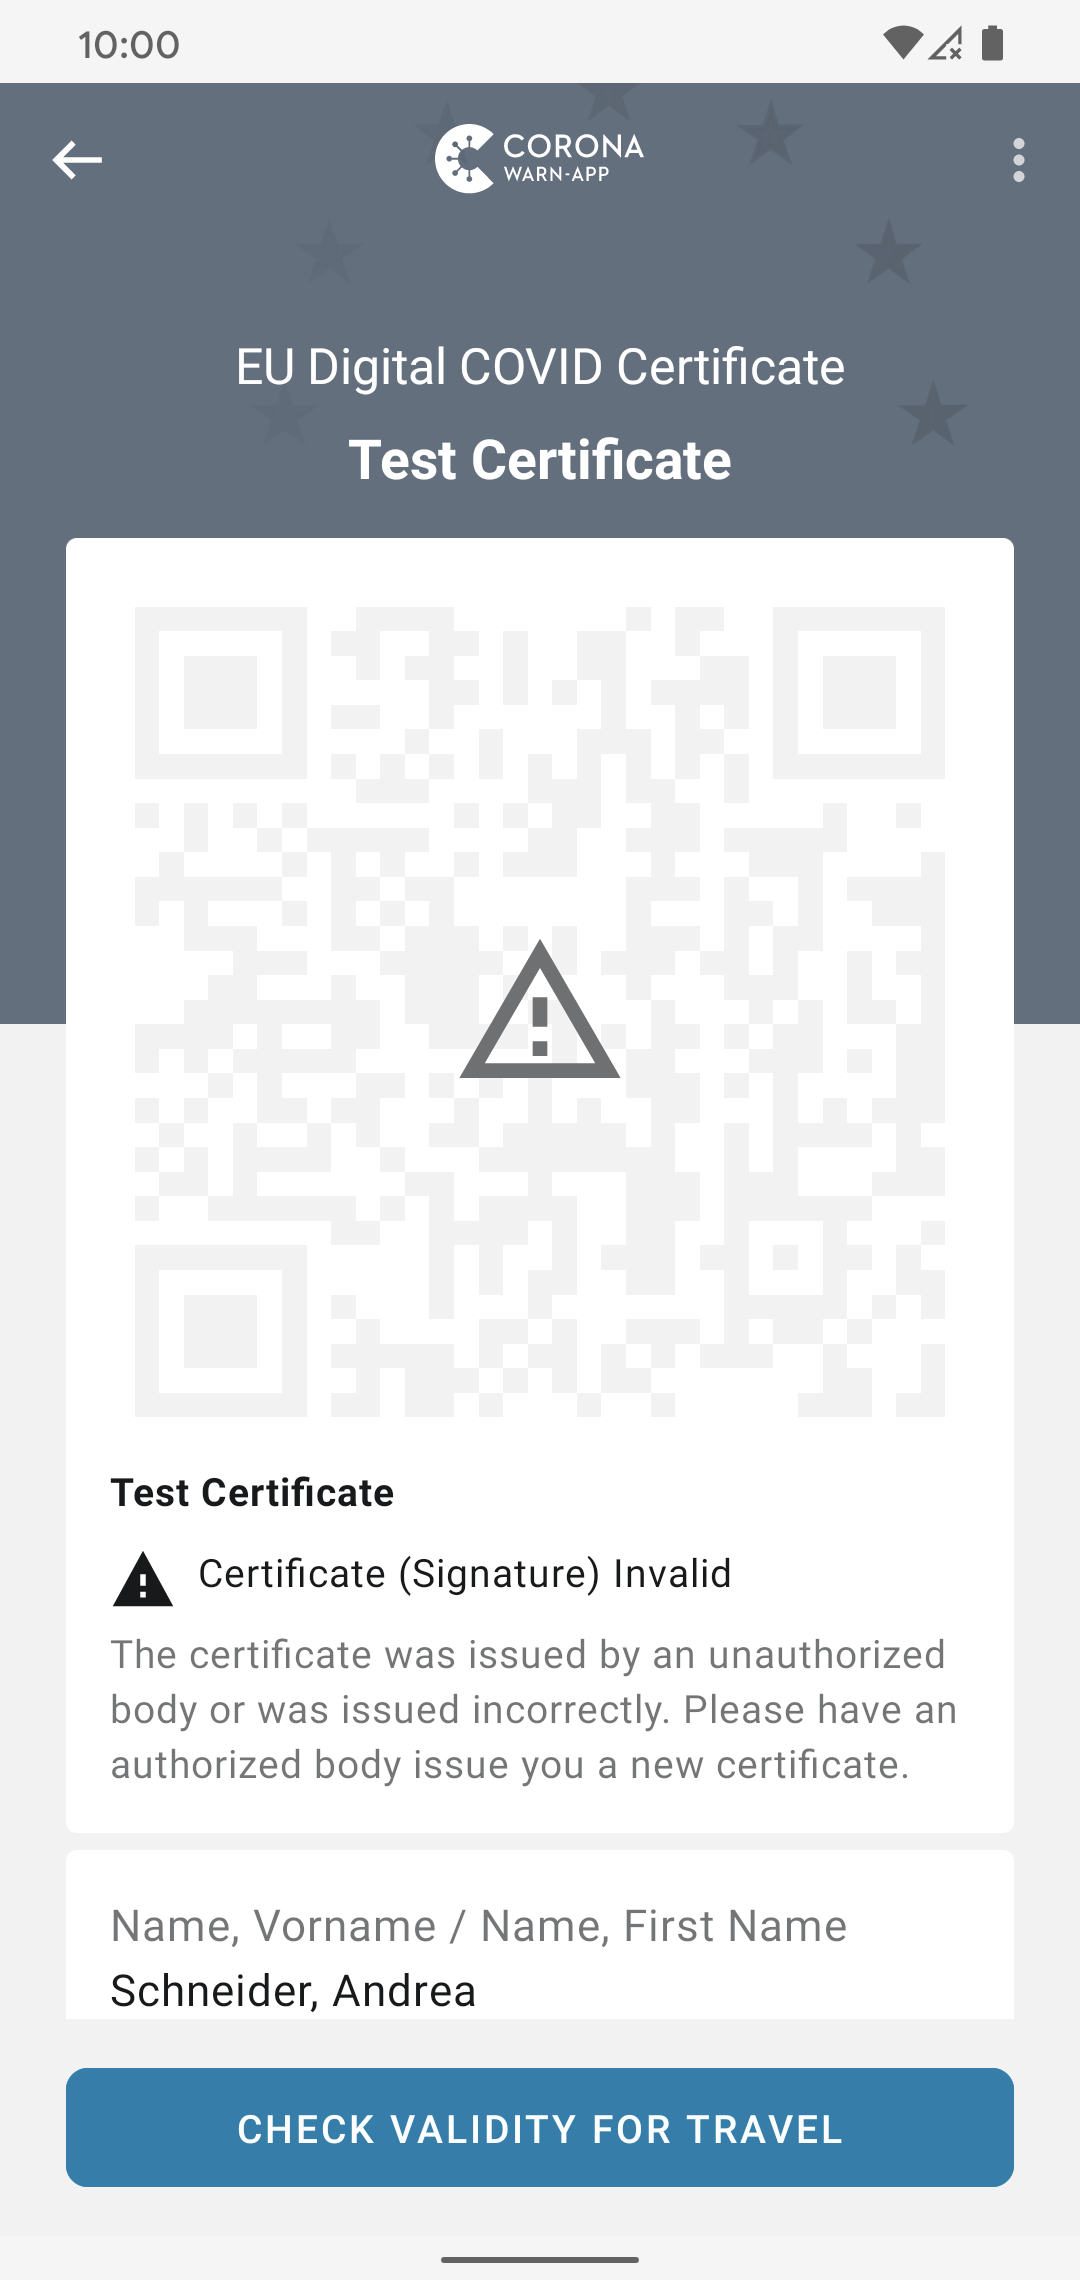 10:00
CORONA
WARN-APP
EU Digital COVID Certificate
Test Certificate
Test Certificate
Certificate (Signature) Invalid
The certificate was issued by an unauthorized
body or was issued incorrectly. Please have an
authorized body issue you a new certificate.
Name, Vorname / Name, First Name
Schneider, Andrea
CHECK VALIDITY FOR TRAVEL